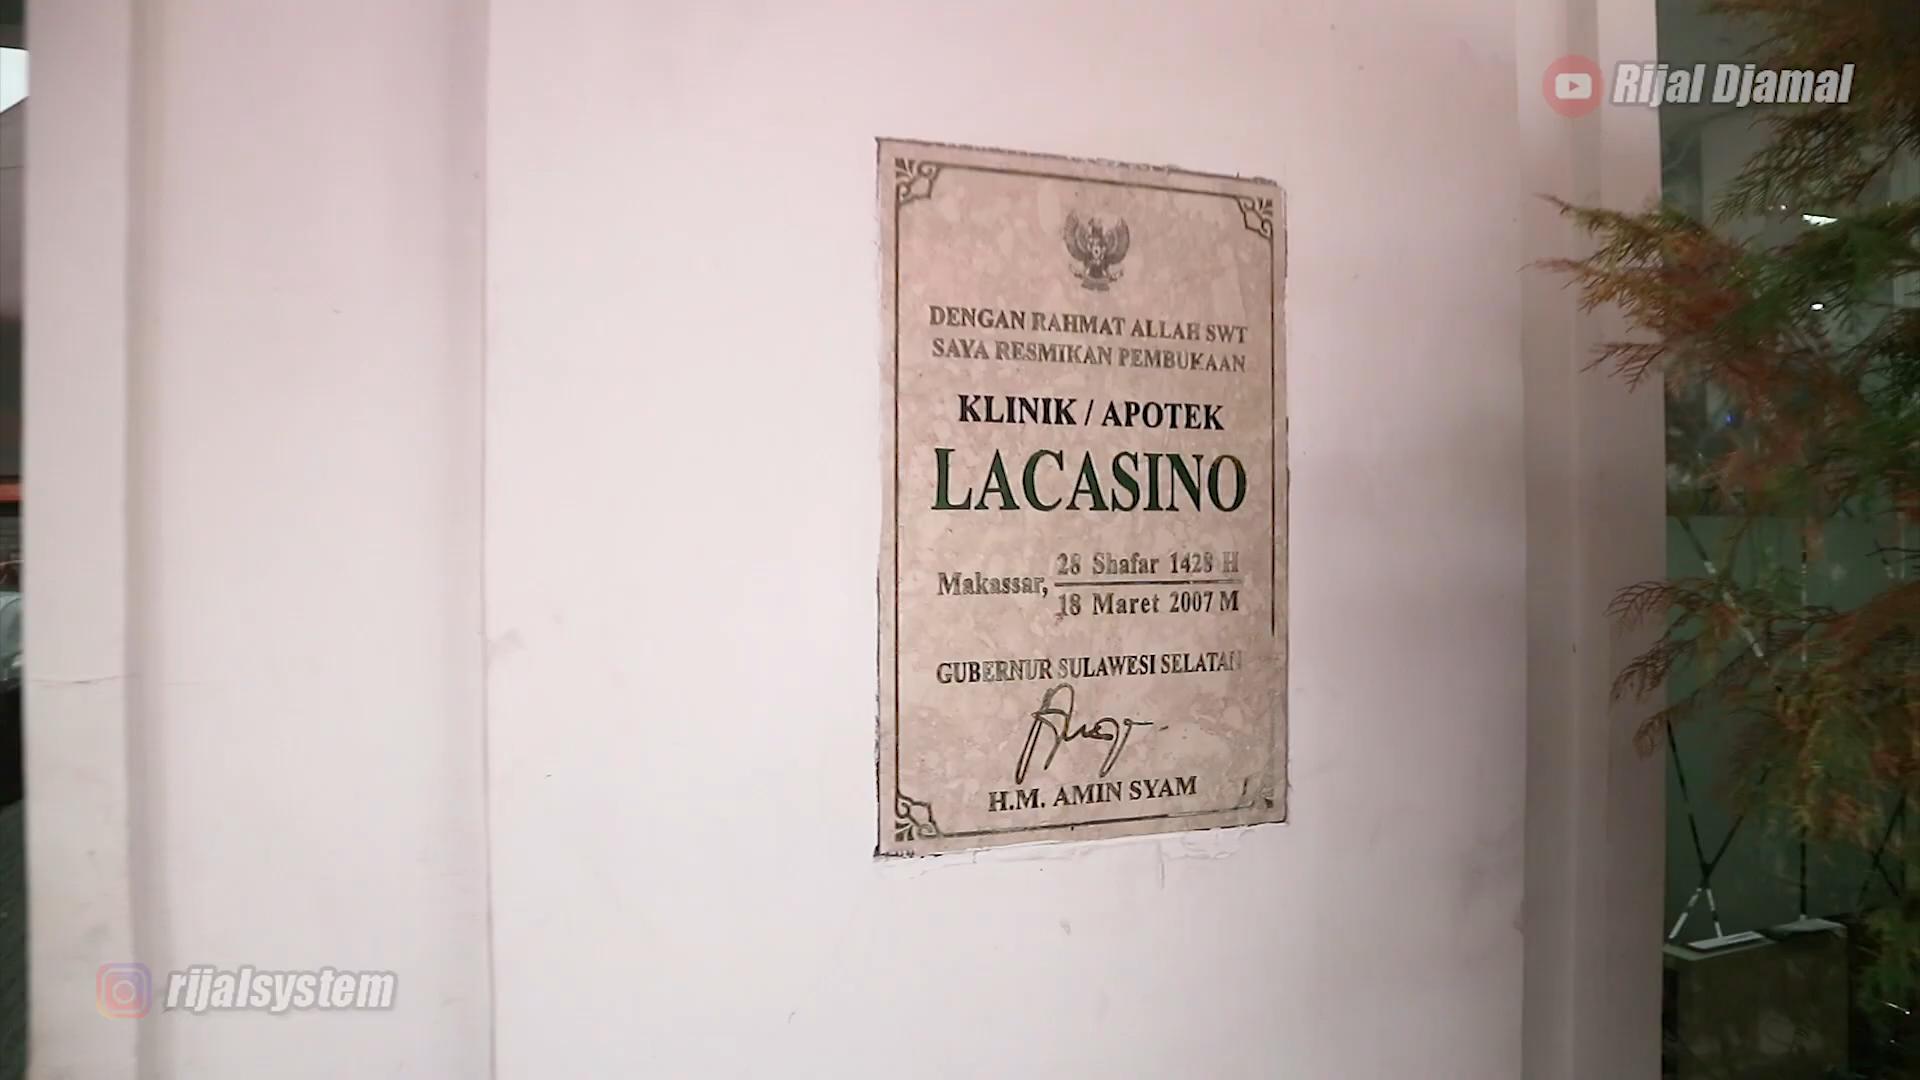 Rijal Djamal
DENGAN RAHMAT ALLAH SWT
SAYA RESMIKAN PEMBUKAAN
KLINIK / APOTEK
LACASINO
Makassar, 28 Shafar 1428 H
18 Maret 2007 M
GUBERNUR SULAWESI SELATAN
H.M. AMIN SYAM
rijalsystem